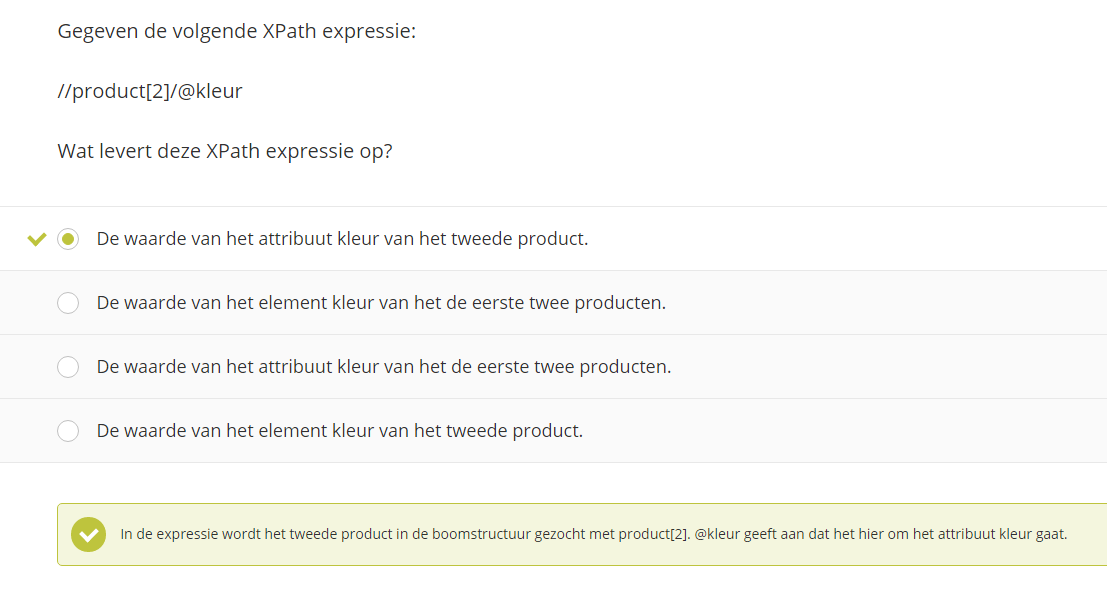 Gegeven de volgende XPath expressie:
//product[2]/@kleur
Wat levert deze XPath expressie op?
De waarde van het attribuut kleur van het tweede product.
De waarde van het element kleur van het de eerste twee producten.
De waarde van het attribuut kleur van het de eerste twee producten.
De waarde van het element kleur van het tweede product.
In de expressie wordt het tweede product in de boomstructuur gezocht met product[2]. @kleur geeft aan dat het hier om het attribuut kleur gaat.